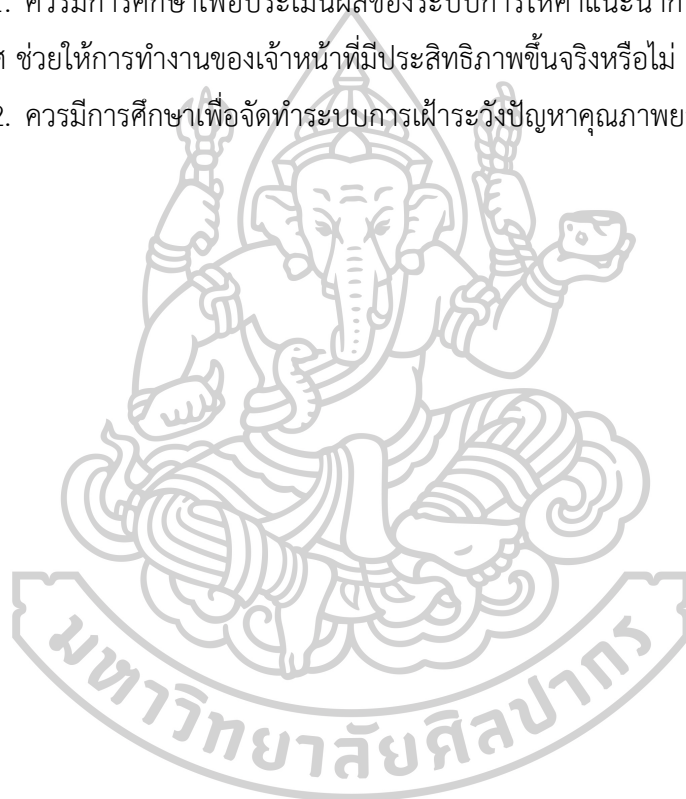 ควรมีการศึกษาเพื่อประเมินผลของระบบการให้คำแนะนำ
ช่วยให้การทำงานของเจ้าหน้าที่มีประสิทธิภาพขึ้นจริงหรือไม่
2. ควรมีการศึกษาเพื่อจัดทำระบบการเฝ้าระวังปัญหาคุณภาพ
มหาวิทยาลัยศิลปากร